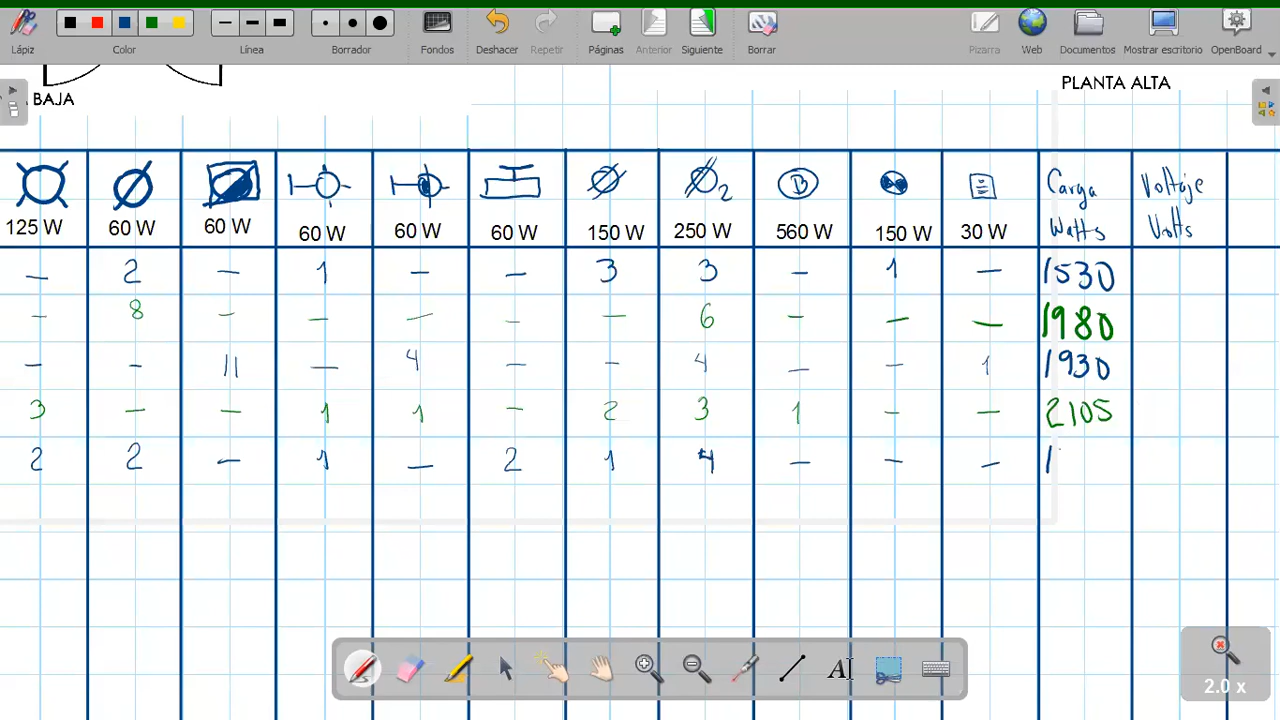 Lápiz Color Línea Borrador Fondos Deshacer Repetir Páginas Anterior Siguiente Borrar Pizarra Web Documentos Mostrar escritorio OpenBoard
BAJA PLANTA ALTA
2 B Carga Voltaje
125 W 60 W 60 W 60 W 60 W 60 W 150 W 250 W 560 W 150 W 30 W Watts Volts
— 2 — 1 — — 3 3 — 1 — 1530
— 8 — — — — — 6 — — — 1980
— — 11 — 4 — — 4 — — 1 1930
3 — — 1 1 — 2 3 1 — — 2105
2 2 — 1 — 2 1 4 — — — 1
2.0 x